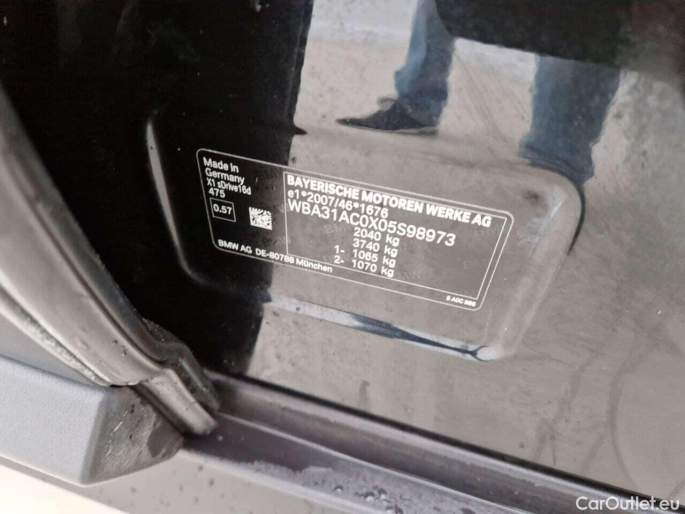 Made in
Germany
X1 sDrive16d
475
0.57
BAYERISCHE MOTOREN WERKE AG
e1*2007/46*1676
WBA31AC0X05S98973
2040 kg
3740 kg
1- 1065 kg
2- 1070 kg
BMW AG DE-80788 München
CarOutlet.eu